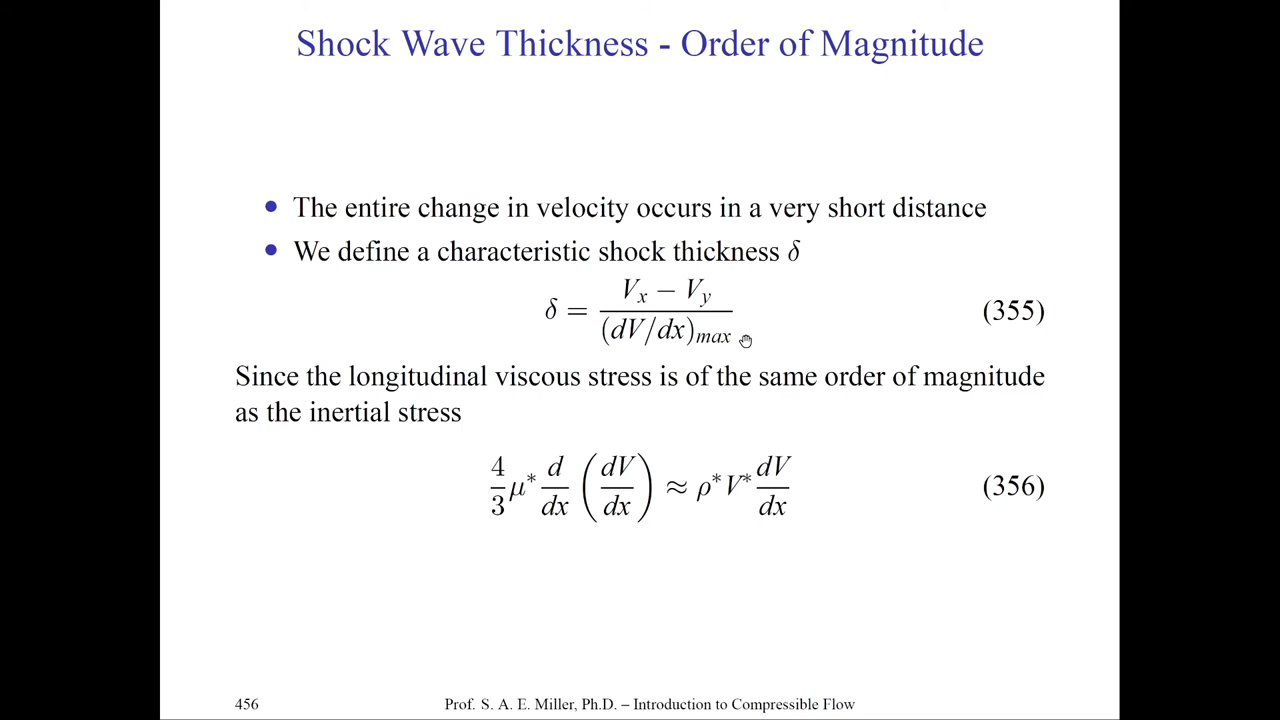 Shock Wave Thickness - Order of Magnitude
• The entire change in velocity occurs in a very short distance
• We define a characteristic shock thickness δ
δ = (V_x − V_y) / (dV/dx)_max (355)
Since the longitudinal viscous stress is of the same order of magnitude
as the inertial stress
4/3 μ* d/dx (dV/dx) ≈ ρ* V* dV/dx (356)
456 Prof. S. A. E. Miller, Ph.D. – Introduction to Compressible Flow